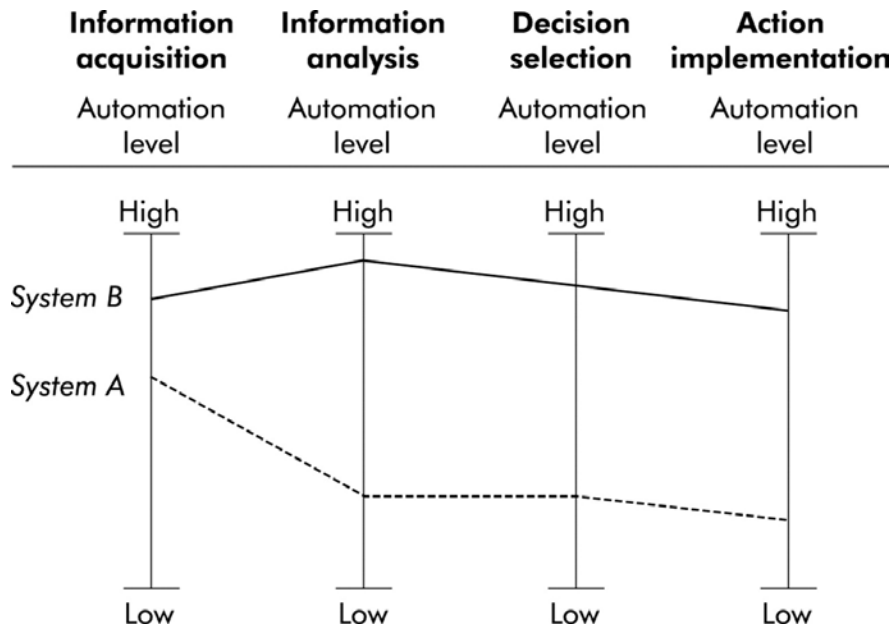 Information acquisition
Information analysis
Decision selection
Action implementation
Automation level
Automation level
Automation level
Automation level
High
High
High
High
System B
System A
Low
Low
Low
Low